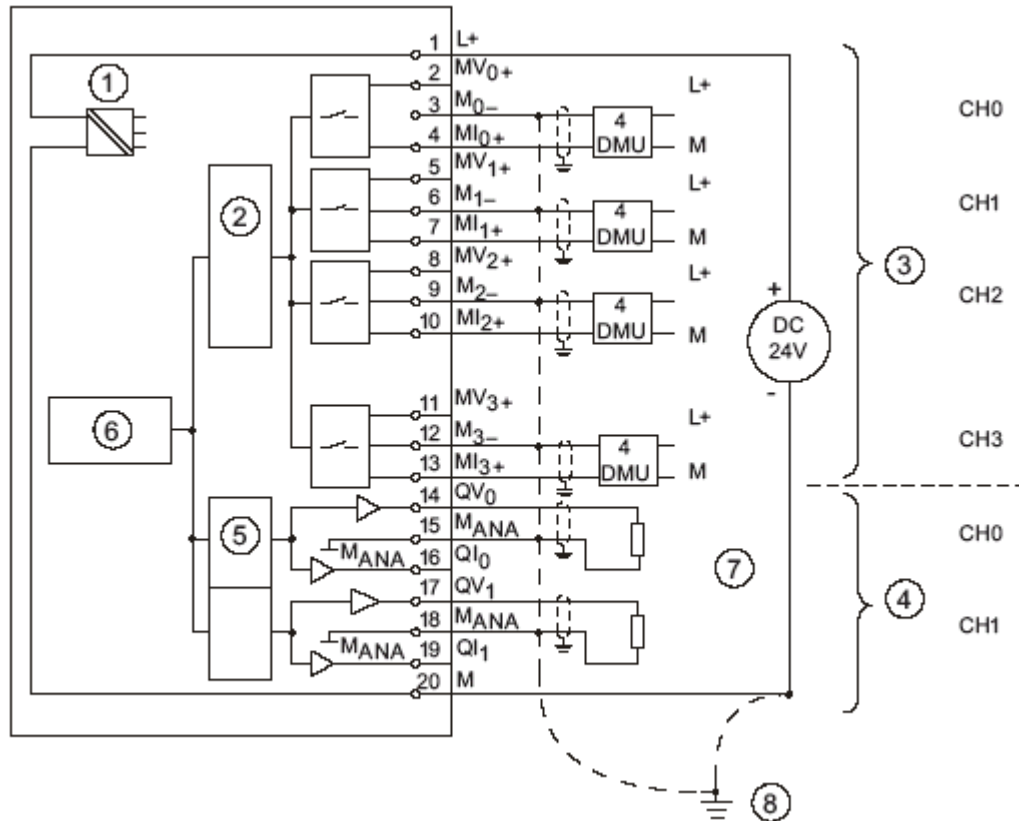 1 L+
2 MV0+
3 M0–
4 MI0+
5 MV1+
6 M1–
7 MI1+
8 MV2+
9 M2–
10 MI2+
11 MV3+
12 M3–
13 MI3+
14 QV0
15 MANA
16 QI0
17 QV1
18 MANA
19 QI1
20 M
MANA
MANA
1
2
6
5
4
DMU
L+
M
4
DMU
L+
M
4
DMU
L+
M
4
DMU
L+
M
+
DC
24V
-
7
8
CH0
CH1
CH2
CH3
3
CH0
CH1
4